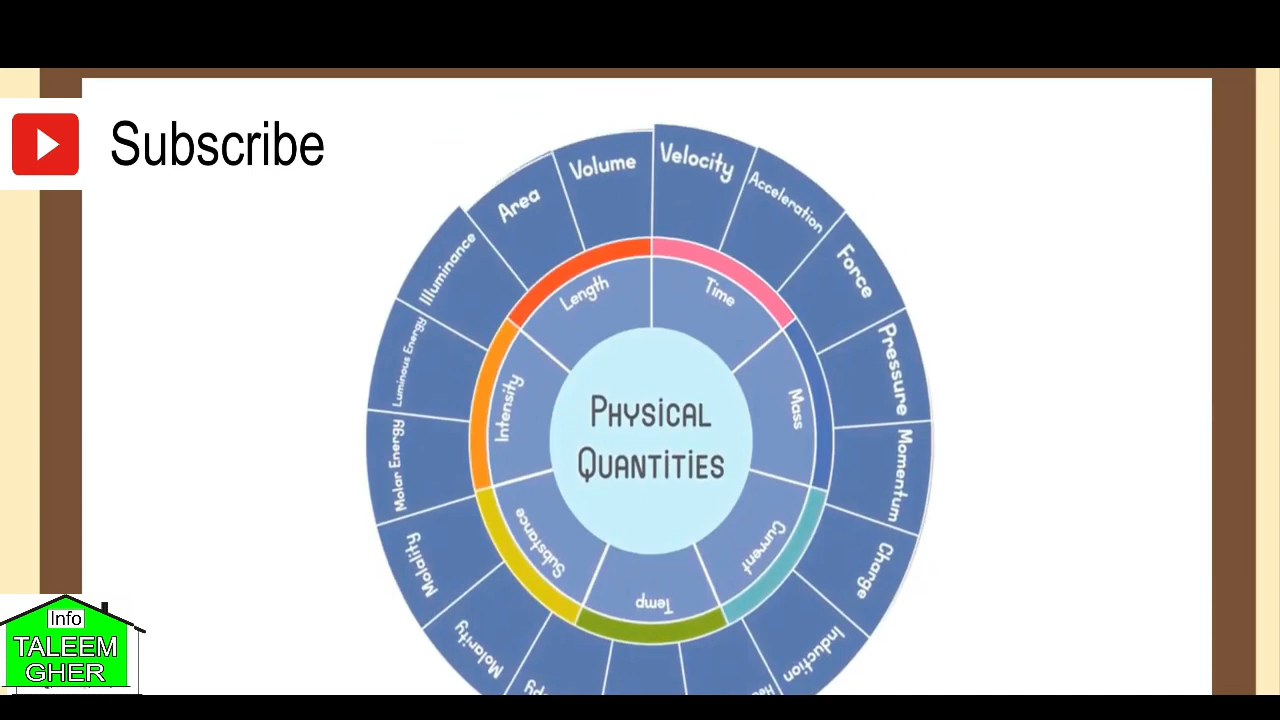 Subscribe
Volume
Velocity
Acceleration
Area
Force
Illuminance
Pressure
Luminous Energy
Momentum
Molar Energy
Charge
Molality
Induction
Molarity
Length
Time
Intensity
Mass
Substance
Current
Temp
PHYSICAL
QUANTITIES
Info
TALEEM
GHER